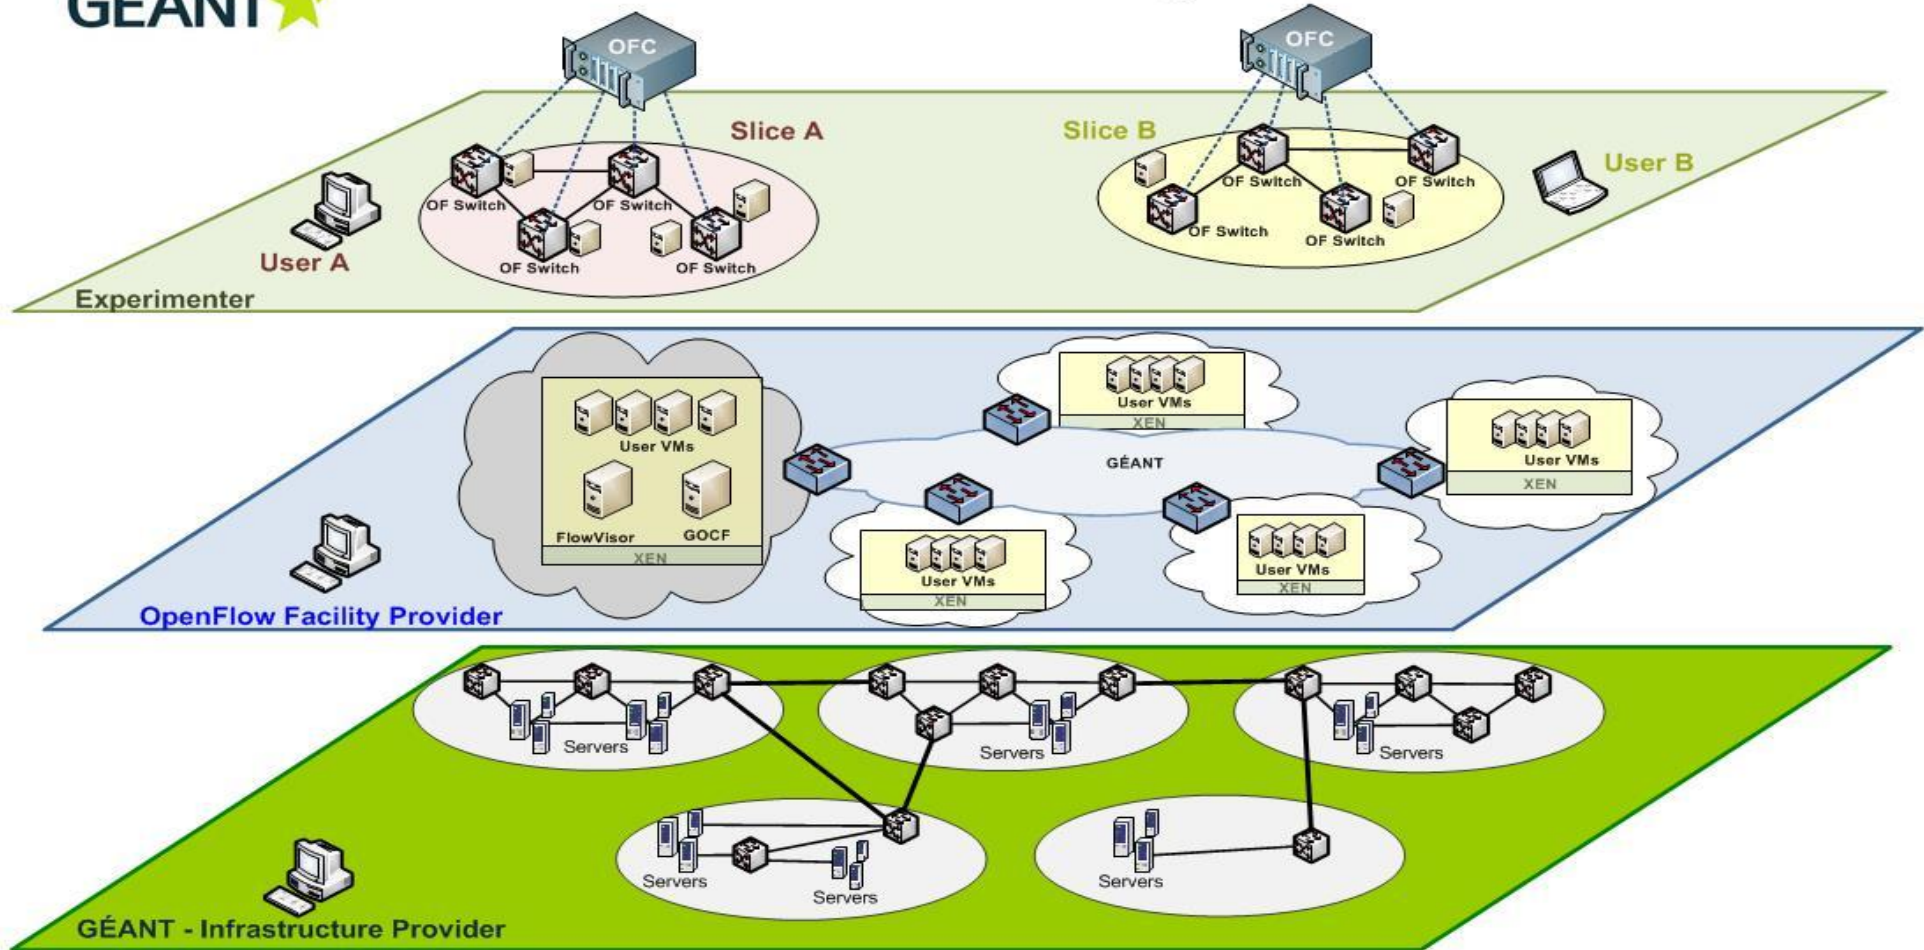 GÉANT
OFC
OFC
Slice A
Slice B
User B
OF Switch
OF Switch
OF Switch
OF Switch
OF Switch
OF Switch
OF Switch
OF Switch
User A
Experimenter
User VMs
XEN
User VMs
GÉANT
User VMs
XEN
FlowVisor
GOCF
XEN
User VMs
XEN
User VMs
XEN
OpenFlow Facility Provider
Servers
Servers
Servers
Servers
Servers
Servers
GÉANT - Infrastructure Provider